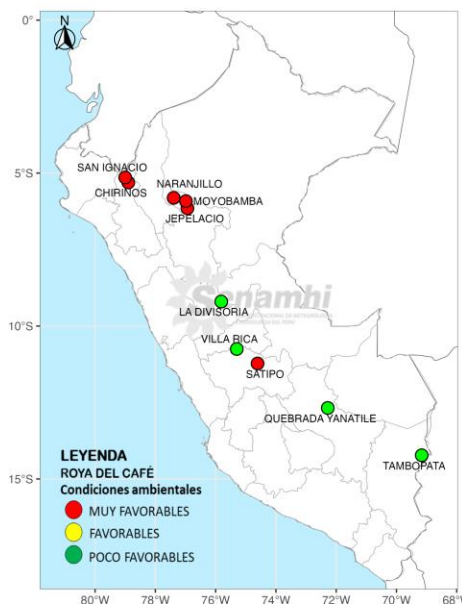 N
0°
5°S
10°S
15°S
SAN IGNACIO
CHIRINOS
NARANJILLO
MOYOBAMBA
JEPELACIO
Senamhi
LA DIVISORIA
VILLA RICA
SATIPO
QUEBRADA YANATILE
TAMBOPATA
LEYENDA
ROYA DEL CAFÉ
Condiciones ambientales
MUY FAVORABLES
FAVORABLES
POCO FAVORABLES
80°W 78°W 76°W 74°W 72°W 70°W 68°W